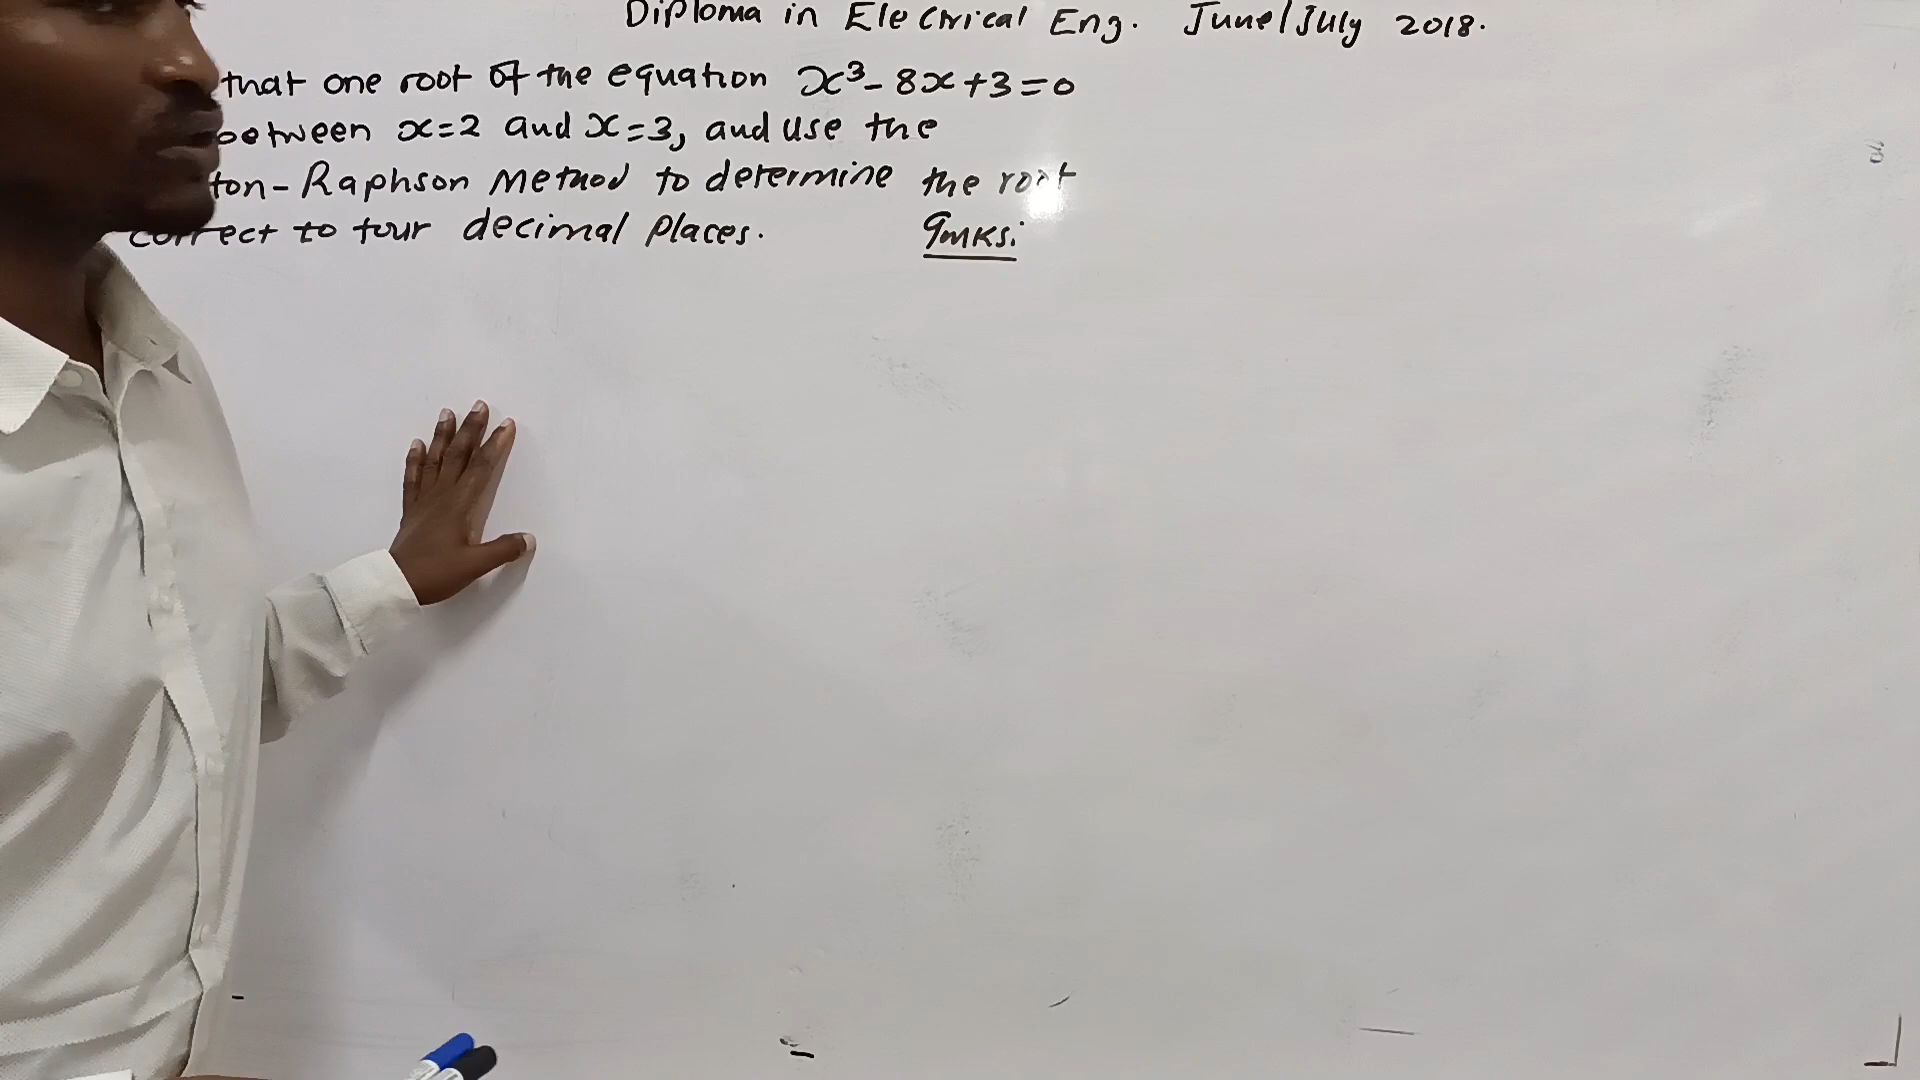 Diploma in Electrical Eng. June/July 2018.
that one root of the equation x³ - 8x + 3 = 0
between x=2 and x=3, and use the
ton-Raphson Method to determine the root
correct to four decimal places. 9mks.